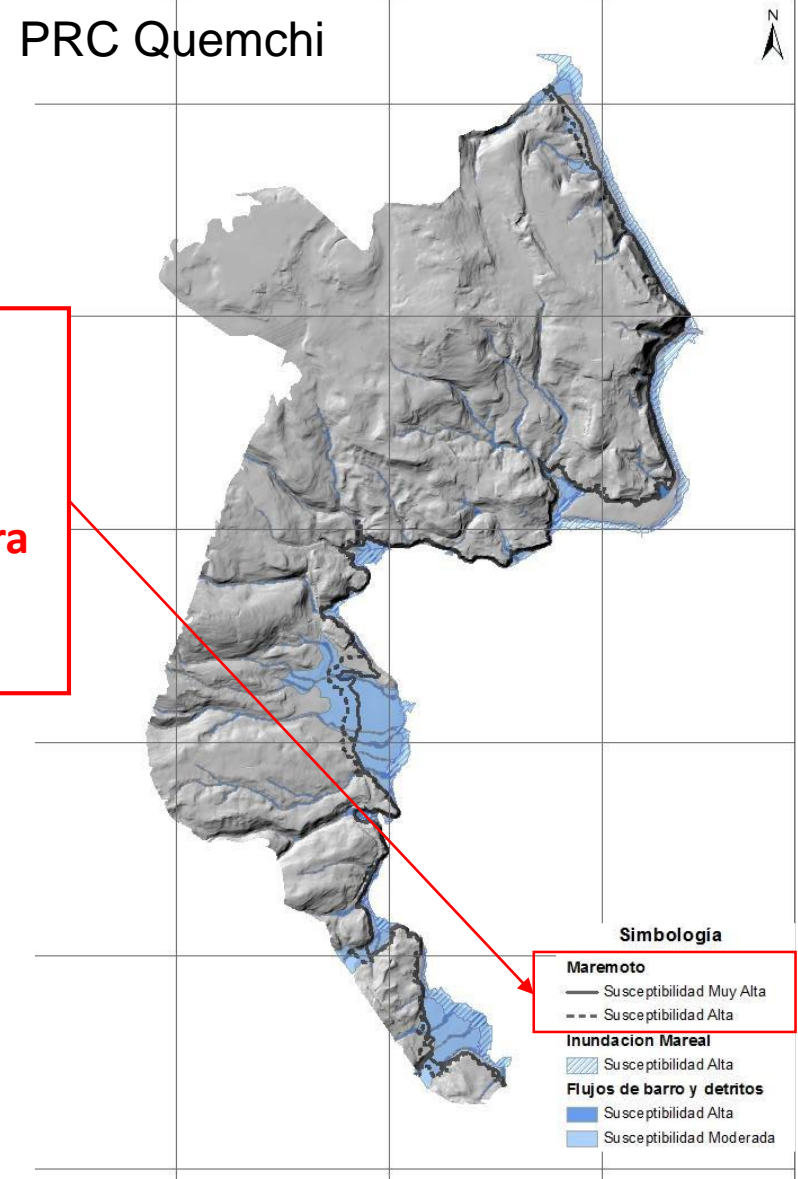 PRC Quemchi
N
ra
Simbología
Maremoto
Susceptibilidad Muy Alta
Susceptibilidad Alta
Inundacion Mareal
Susceptibilidad Alta
Flujos de barro y detritos
Susceptibilidad Alta
Susceptibilidad Moderada